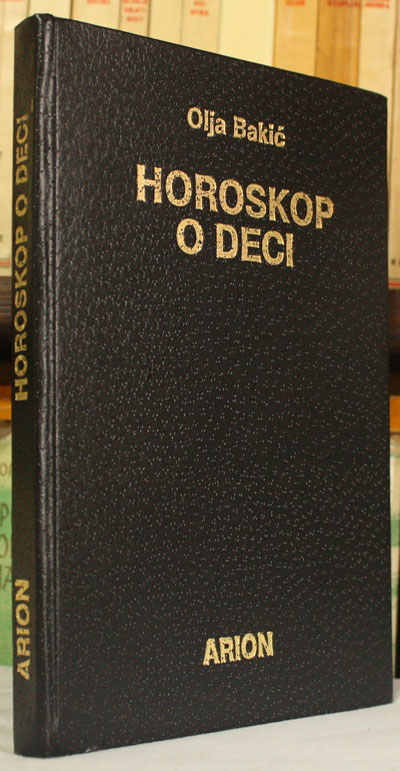 Olja Bakić
HOROSKOP
O DECI
ARION
HOROSKOP O DECI
ARION